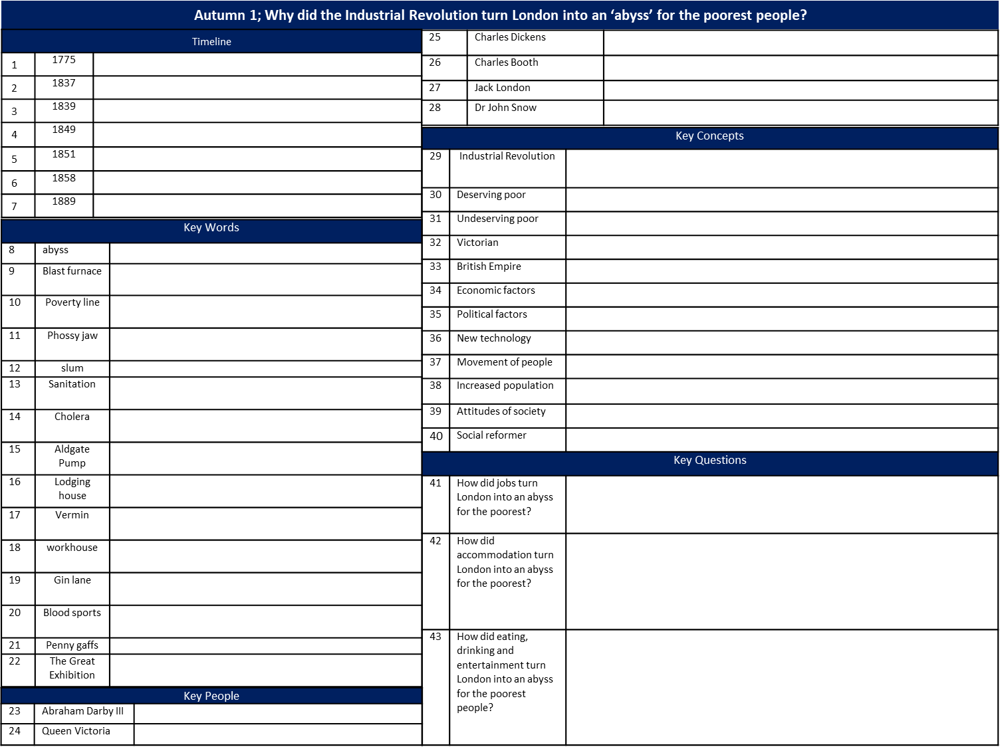 Autumn 1; Why did the Industrial Revolution turn London into an ‘abyss’ for the poorest people?
Timeline
1 1775
2 1837
3 1839
4 1849
5 1851
6 1858
7 1889
Key Words
8 abyss
9 Blast furnace
10 Poverty line
11 Phossy jaw
12 slum
13 Sanitation
14 Cholera
15 Aldgate
Pump
16 Lodging
house
17 Vermin
18 workhouse
19 Gin lane
20 Blood sports
21 Penny gaffs
22 The Great
Exhibition
Key People
23 Abraham Darby III
24 Queen Victoria
25 Charles Dickens
26 Charles Booth
27 Jack London
28 Dr John Snow
Key Concepts
29 Industrial Revolution
30 Deserving poor
31 Undeserving poor
32 Victorian
33 British Empire
34 Economic factors
35 Political factors
36 New technology
37 Movement of people
38 Increased population
39 Attitudes of society
40 Social reformer
Key Questions
41 How did jobs turn
London into an abyss
for the poorest?
42 How did
accommodation turn
London into an abyss
for the poorest?
43 How did eating,
drinking and
entertainment turn
London into an abyss
for the poorest
people?